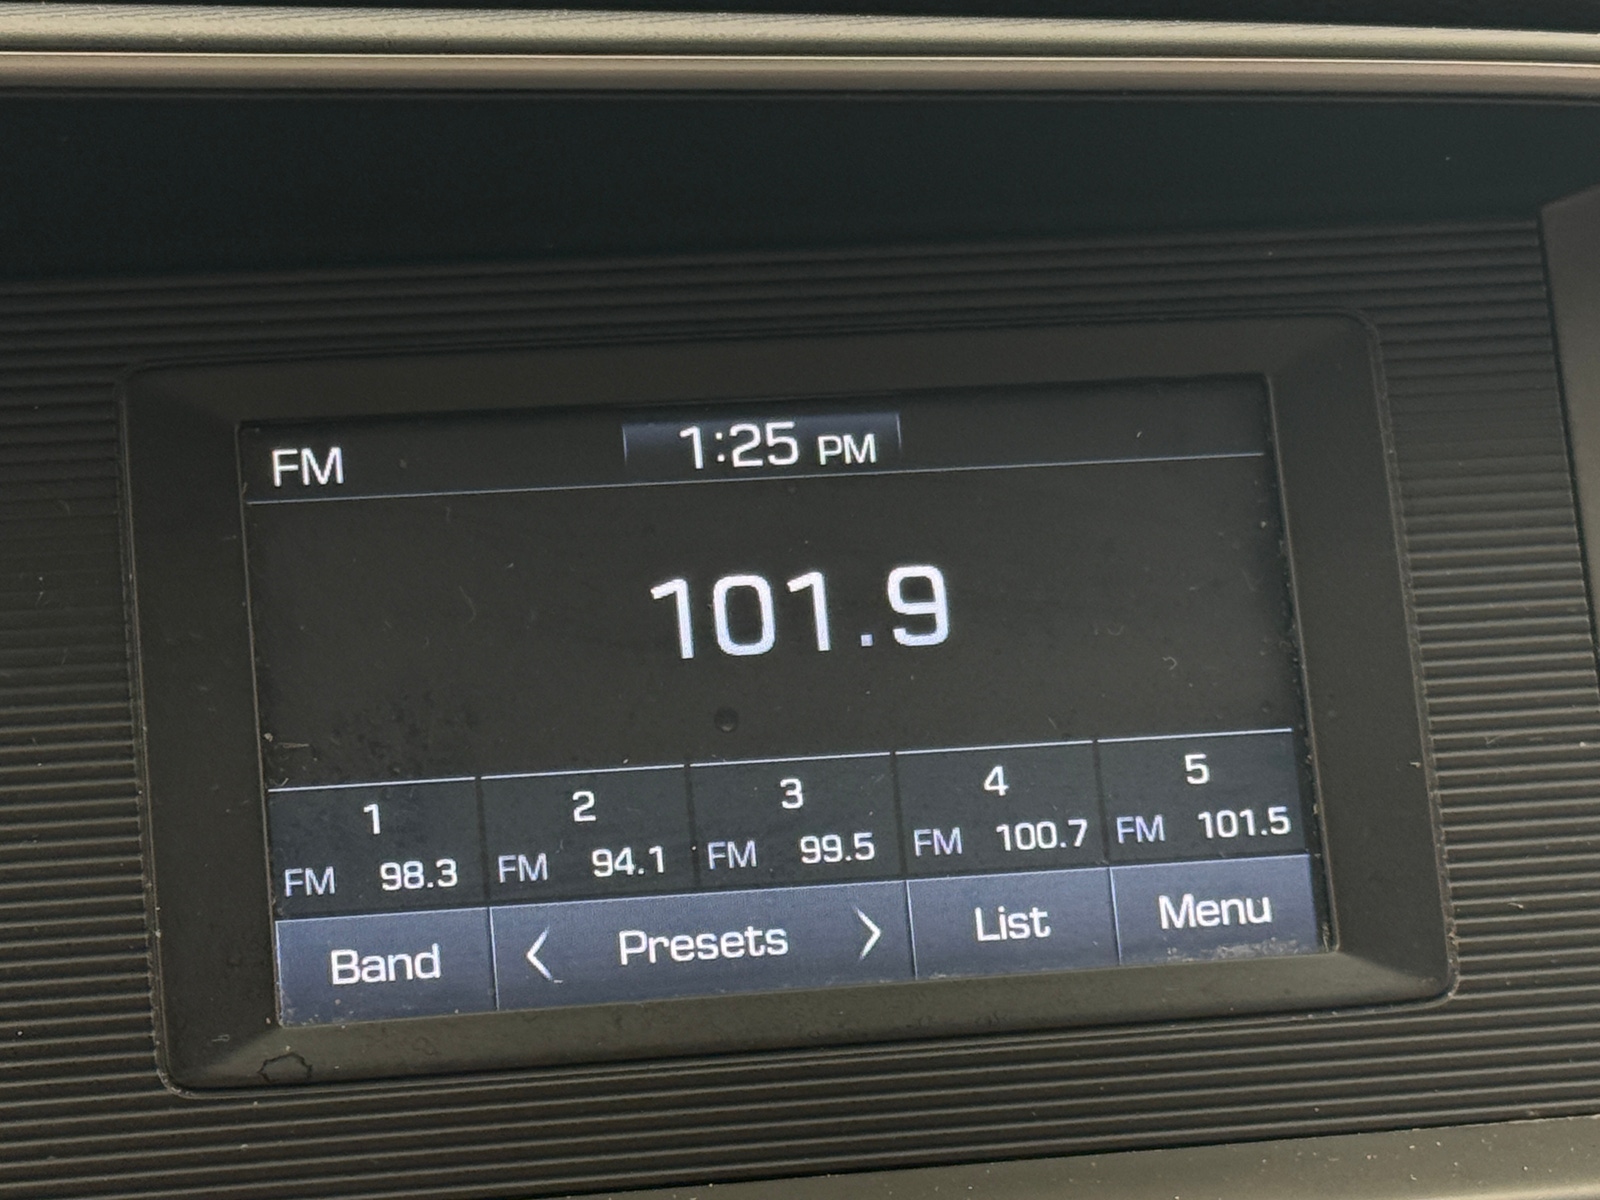 FM 1:25 PM
101.9
1 2 3 4 5
FM 98.3 FM 94.1 FM 99.5 FM 100.7 FM 101.5
Band < Presets > List Menu